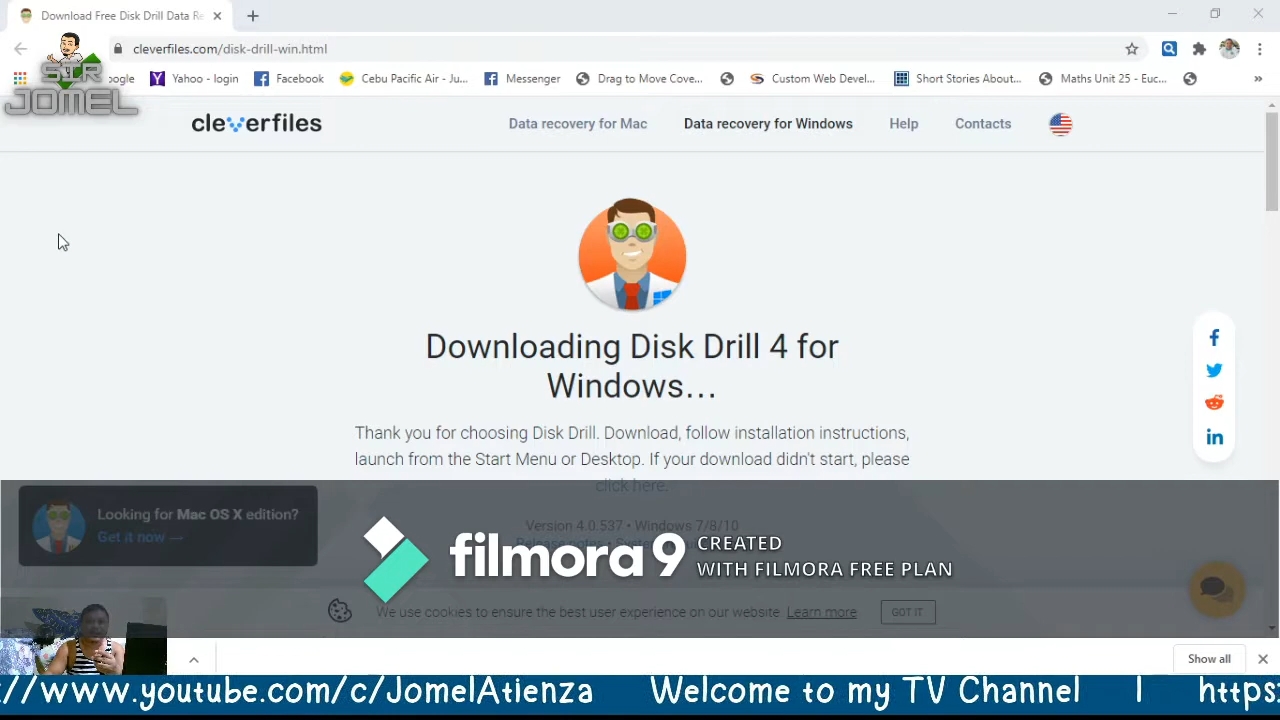 Download Free Disk Drill Data Re
cleverfiles.com/disk-drill-win.html
SIR
JOMEL
ogle
Yahoo - login
Facebook
Cebu Pacific Air - Ju...
Messenger
Drag to Move Cove...
Custom Web Devel...
Short Stories About...
Maths Unit 25 - Euc...
»
cleverfiles
Data recovery for Mac
Data recovery for Windows
Help
Contacts
Downloading Disk Drill 4 for
Windows...
Thank you for choosing Disk Drill. Download, follow installation instructions,
launch from the Start Menu or Desktop. If your download didn't start, please
click here.
Version 4.0.537 • Windows 7/8/10
Release notes •
Looking for Mac OS X edition?
Get it now —
filmora9
CREATED
WITH FILMORA FREE PLAN
We use cookies to ensure the best user experience on our website. Learn more
GOT IT
Show all
://www.youtube.com/c/JomelAtienza
Welcome to my TV Channel
|
https